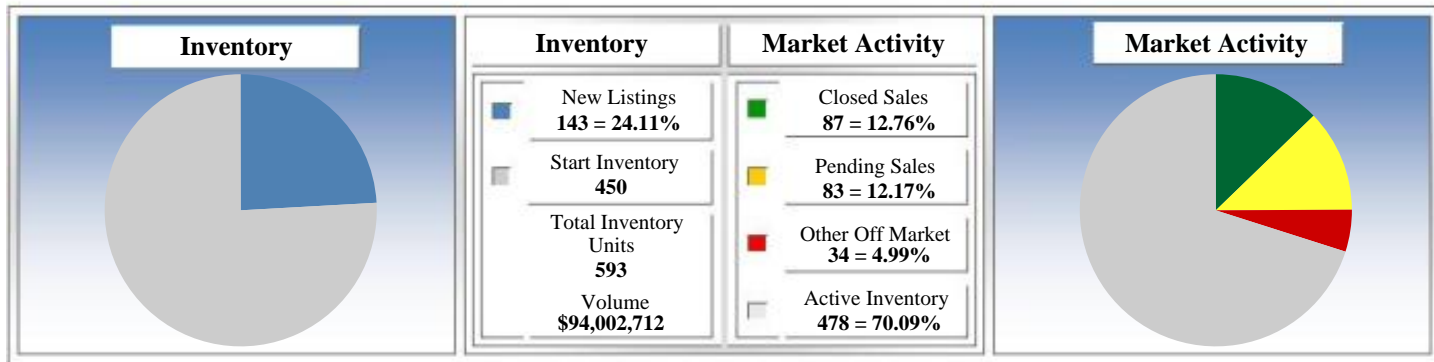 Inventory
Inventory
New Listings
143 = 24.11%
Start Inventory
450
Total Inventory
Units
593
Volume
$94,002,712
Market Activity
Closed Sales
87 = 12.76%
Pending Sales
83 = 12.17%
Other Off Market
34 = 4.99%
Active Inventory
478 = 70.09%
Market Activity